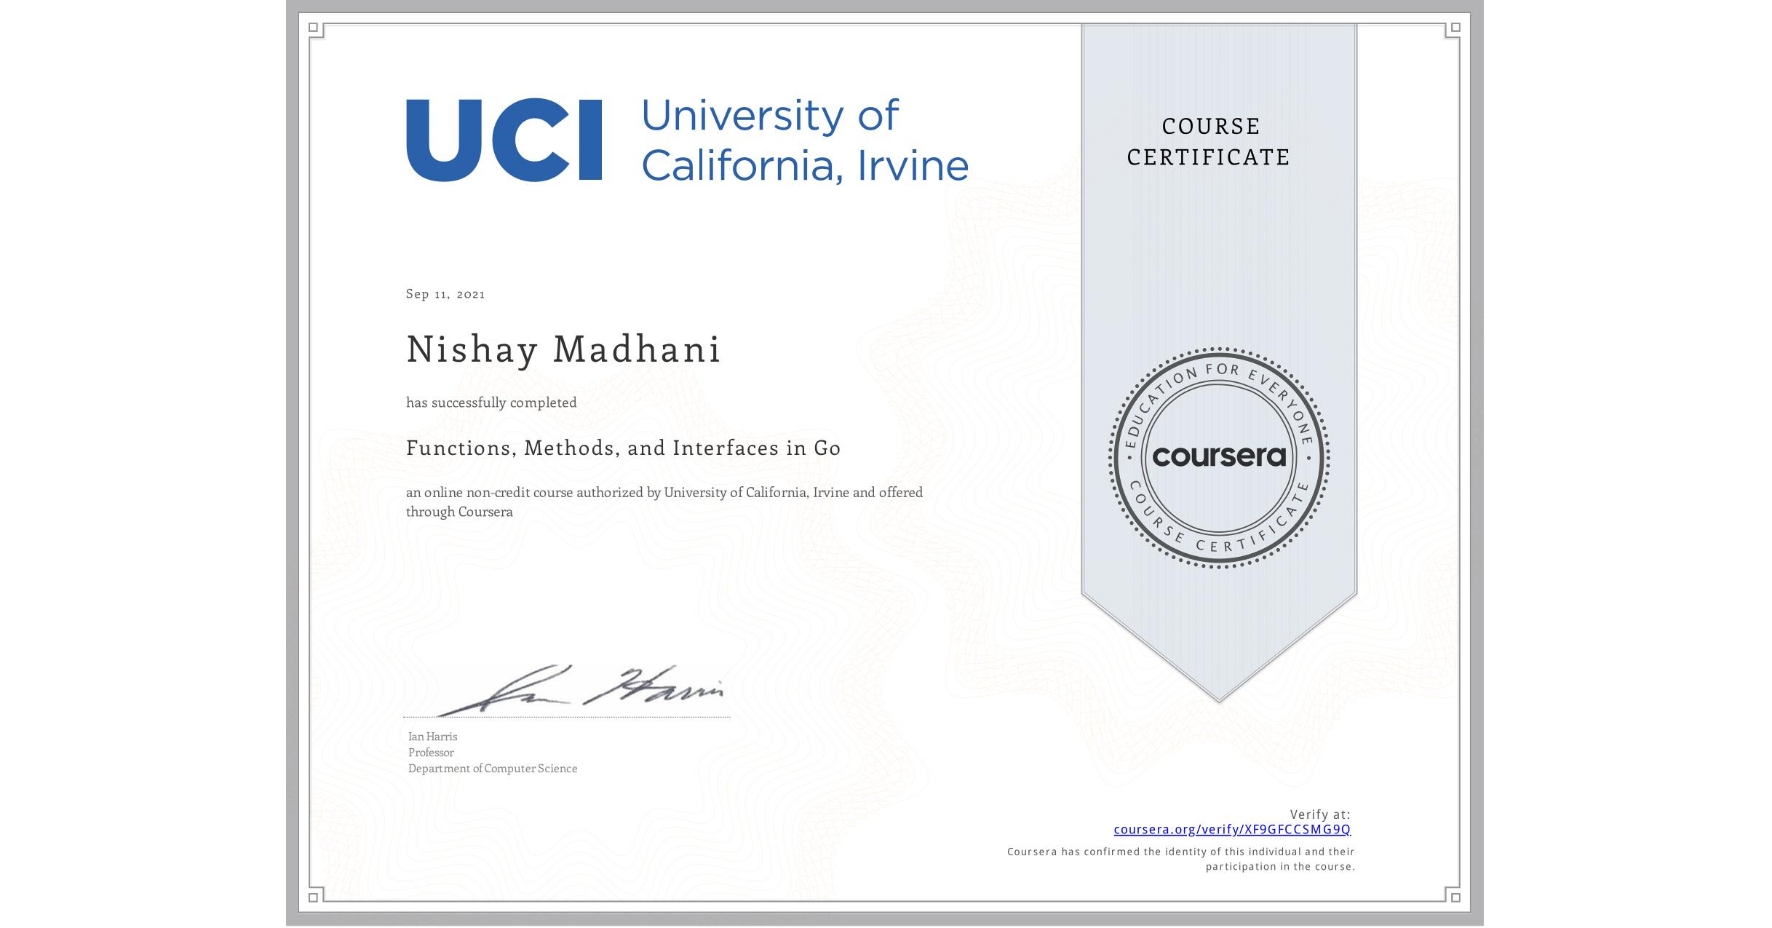 UCI
University of
California, Irvine
COURSE
CERTIFICATE
Sep 11, 2021
Nishay Madhani
has successfully completed
Functions, Methods, and Interfaces in Go
an online non-credit course authorized by University of California, Irvine and offered
through Coursera
EDUCATION FOR EVERYONE
coursera
COURSE CERTIFICATE
Ian Harris
Ian Harris
Professor
Department of Computer Science
Verify at:
coursera.org/verify/XF9GFCCSMG9Q
Coursera has confirmed the identity of this individual and their
participation in the course.